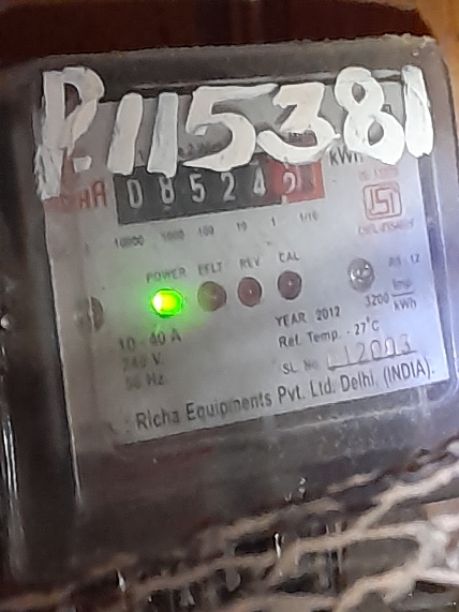 P.115381
kWh
08524 2
10000 1000 100 10 1 1/10
POWER EFLT REV CAL
3200 Imp/kWh
10 - 40 A
YEAR 2012
240 V.
Ref. Temp. - 27°C
50 Hz.
SL No.
Richa Equipments Pvt. Ltd. Delhi. (INDIA).